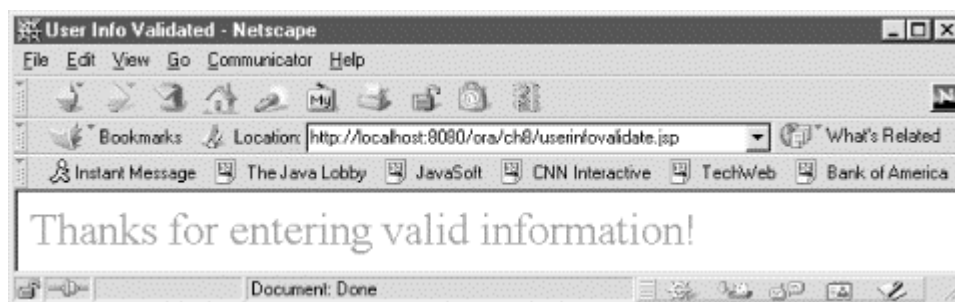 User Info Validated - Netscape
File Edit View Go Communicator Help
My N
Bookmarks Location: http://localhost:8080/ora/ch8/userinfovalidate.jsp What's Related
Instant Message The Java Lobby JavaSoft CNN Interactive TechWeb Bank of America
Thanks for entering valid information!
Document: Done